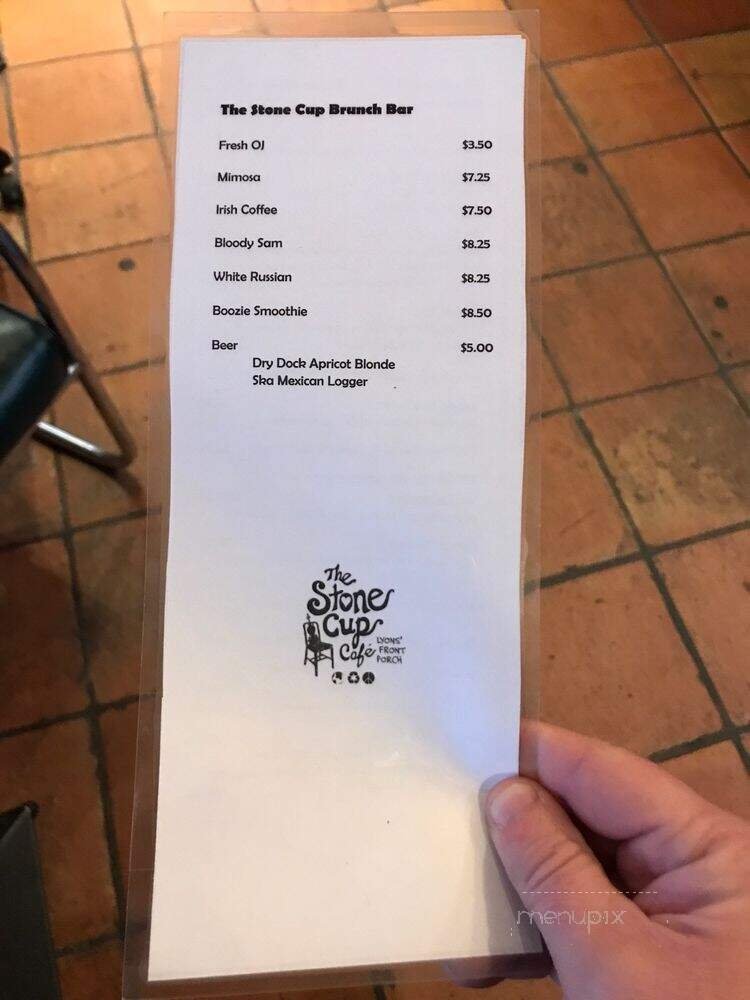 The Stone Cup Brunch Bar
Fresh OJ $3.50
Mimosa $7.25
Irish Coffee $7.50
Bloody Sam $8.25
White Russian $8.25
Boozie Smoothie $8.50
Beer $5.00
Dry Dock Apricot Blonde
Ska Mexican Logger
The
Stone
Cup
Café LYONS' FRONT PORCH
menupix